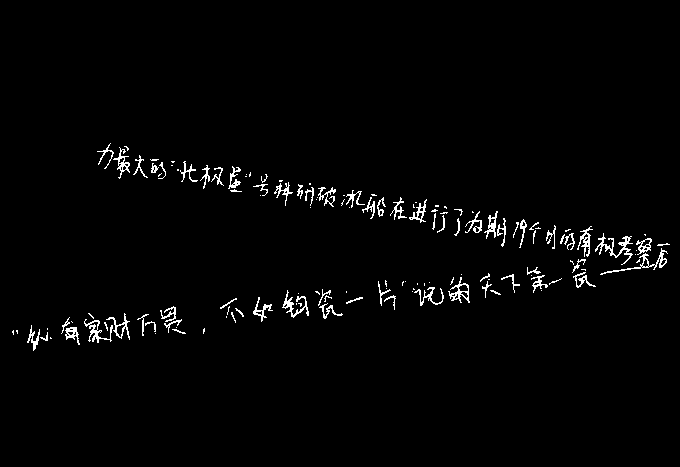 力最大的“北极星”号科研破冰船在进行了为期19个月的南极考察后
“纵有家财万贯，不如钧瓷一片”说的天下第一瓷——